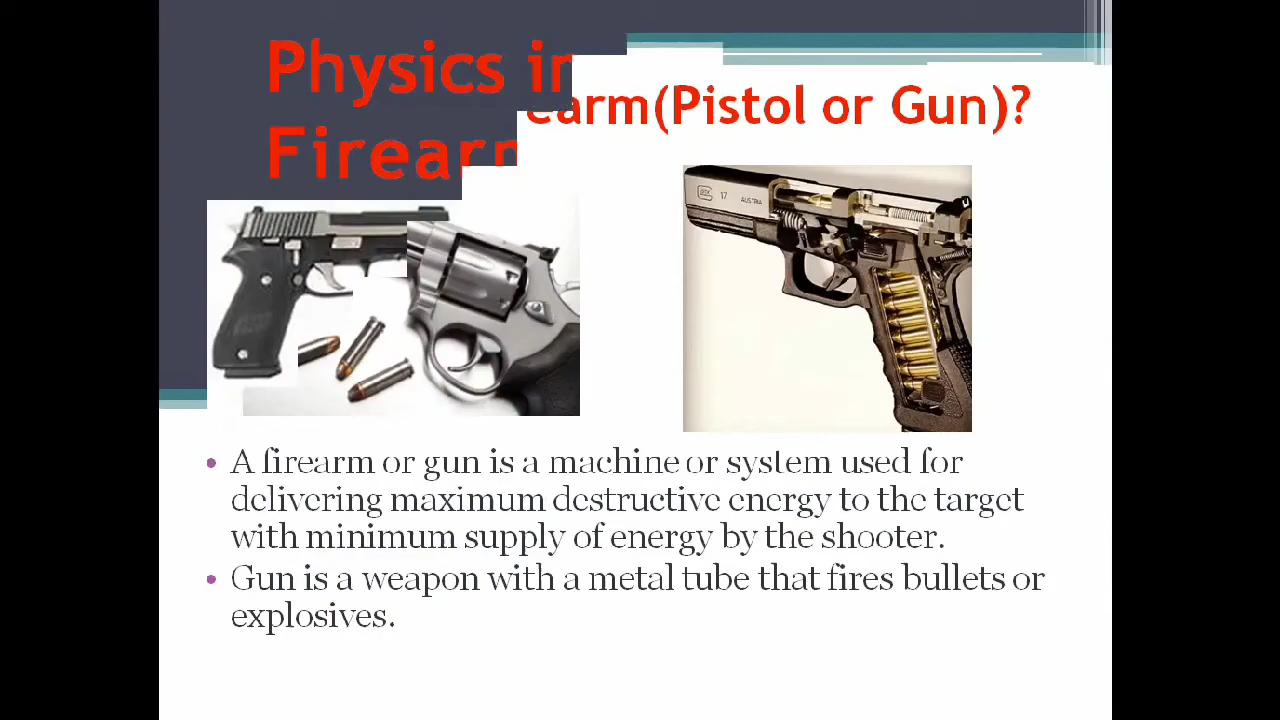 Physics in
earm(Pistol or Gun)?
Firearm
17
AUSTRIA
• A firearm or gun is a machine or system used for
delivering maximum destructive energy to the target
with minimum supply of energy by the shooter.
• Gun is a weapon with a metal tube that fires bullets or
explosives.